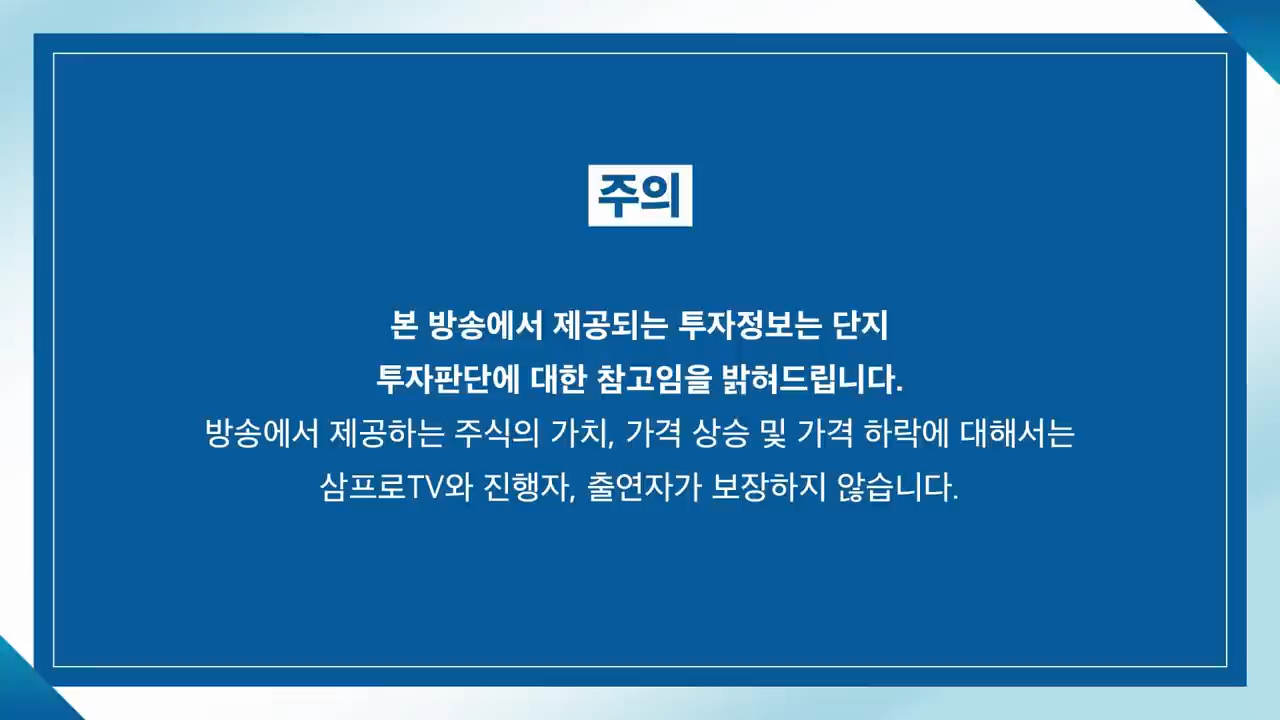 주의
본 방송에서 제공되는 투자정보는 단지
투자판단에 대한 참고임을 밝혀드립니다.
방송에서 제공하는 주식의 가치, 가격 상승 및 가격 하락에 대해서는
삼프로TV와 진행자, 출연자가 보장하지 않습니다.